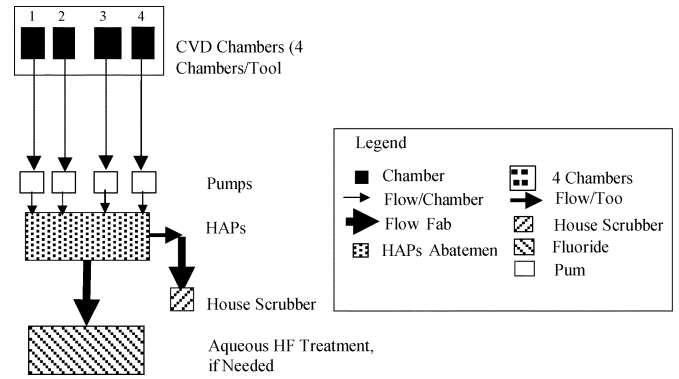 1 2 3 4
CVD Chambers (4
Chambers/Tool
Pumps
HAPs
House Scrubber
Aqueous HF Treatment,
if Needed
Legend
Chamber
4 Chambers
Flow/Chamber
Flow/Too
Flow Fab
House Scrubber
HAPs Abatemen
Fluoride
Pum